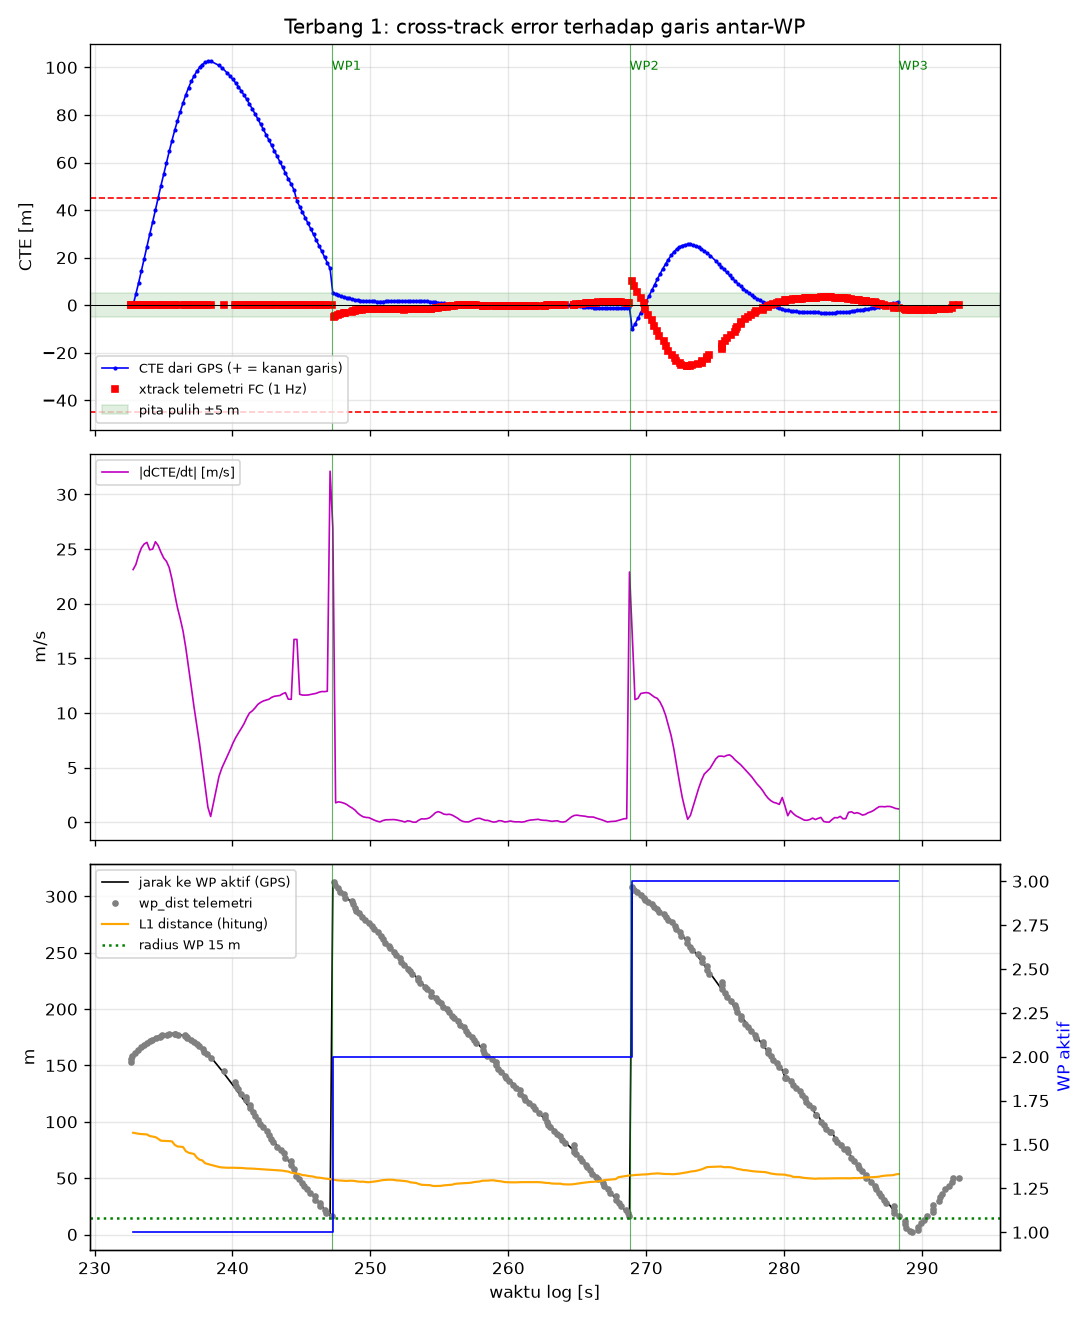 Terbang 1: cross-track error terhadap garis antar-WP
WP1
WP2
WP3
100
80
60
40
20
0
−20
−40
CTE [m]
CTE dari GPS (+ = kanan garis)
xtrack telemetri FC (1 Hz)
pita pulih ±5 m
|dCTE/dt| [m/s]
30
25
20
15
10
5
0
m/s
jarak ke WP aktif (GPS)
wp_dist telemetri
L1 distance (hitung)
radius WP 15 m
300
250
200
150
100
50
0
m
3.00
2.75
2.50
2.25
2.00
1.75
1.50
1.25
1.00
WP aktif
230 240 250 260 270 280 290
waktu log [s]